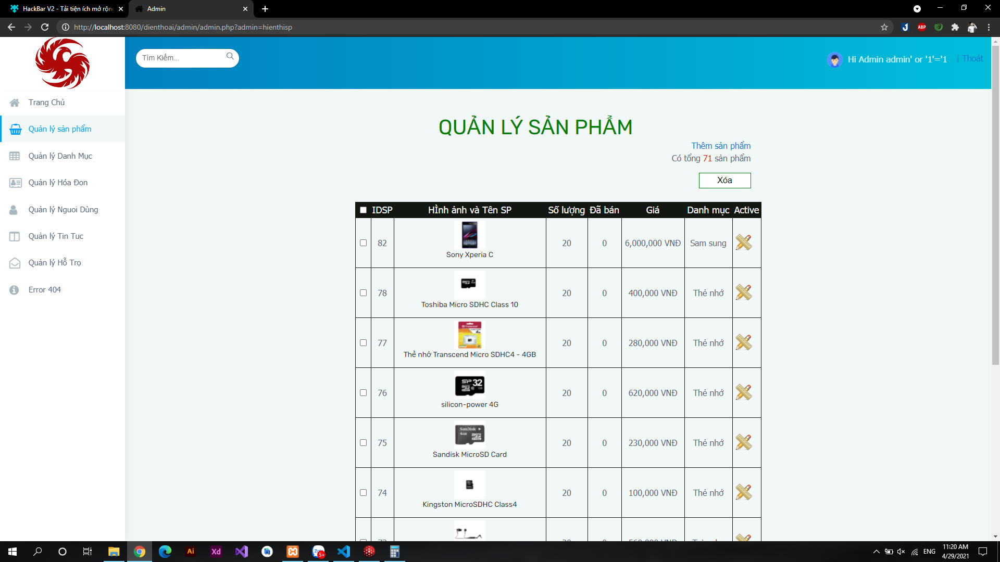 HackBar V2 - Tải tiện ích mở rộng
Admin
http://localhost:8080/dienthoai/admin/admin.php?admin=hienthisp
ABP
Tìm Kiếm...
Hi Admin admin' or '1'='1
| Thoát
Trang Chủ
Quản lý sản phẩm
Quản lý Danh Mục
Quản lý Hóa Đon
Quản lý Nguoi Dùng
Quản lý Tin Tuc
Quản lý Hỗ Trọ
Error 404
QUẢN LÝ SẢN PHẨM
Thêm sản phẩm
Có tổng 71 sản phẩm
Xóa
IDSP HÌnh ảnh và Tên SP Số lượng Đã bán Giá Danh mục Active
82 20 0 6,000,000 VNĐ Sam sung
Sony Xperia C
78 20 0 400,000 VNĐ Thẻ nhớ
Toshiba Micro SDHC Class 10
77 20 0 280,000 VNĐ Thẻ nhớ
Thẻ nhớ Transcend Micro SDHC4 - 4GB
SP 32
76 20 0 620,000 VNĐ Thẻ nhớ
silicon-power 4G
SanDisk
75 20 0 230,000 VNĐ Thẻ nhớ
Sandisk MicroSD Card
74 20 0 100,000 VNĐ Thẻ nhớ
Kingston MicroSDHC Class4
Ai
Xd
5+
ENG
11:20 AM
4/29/2021